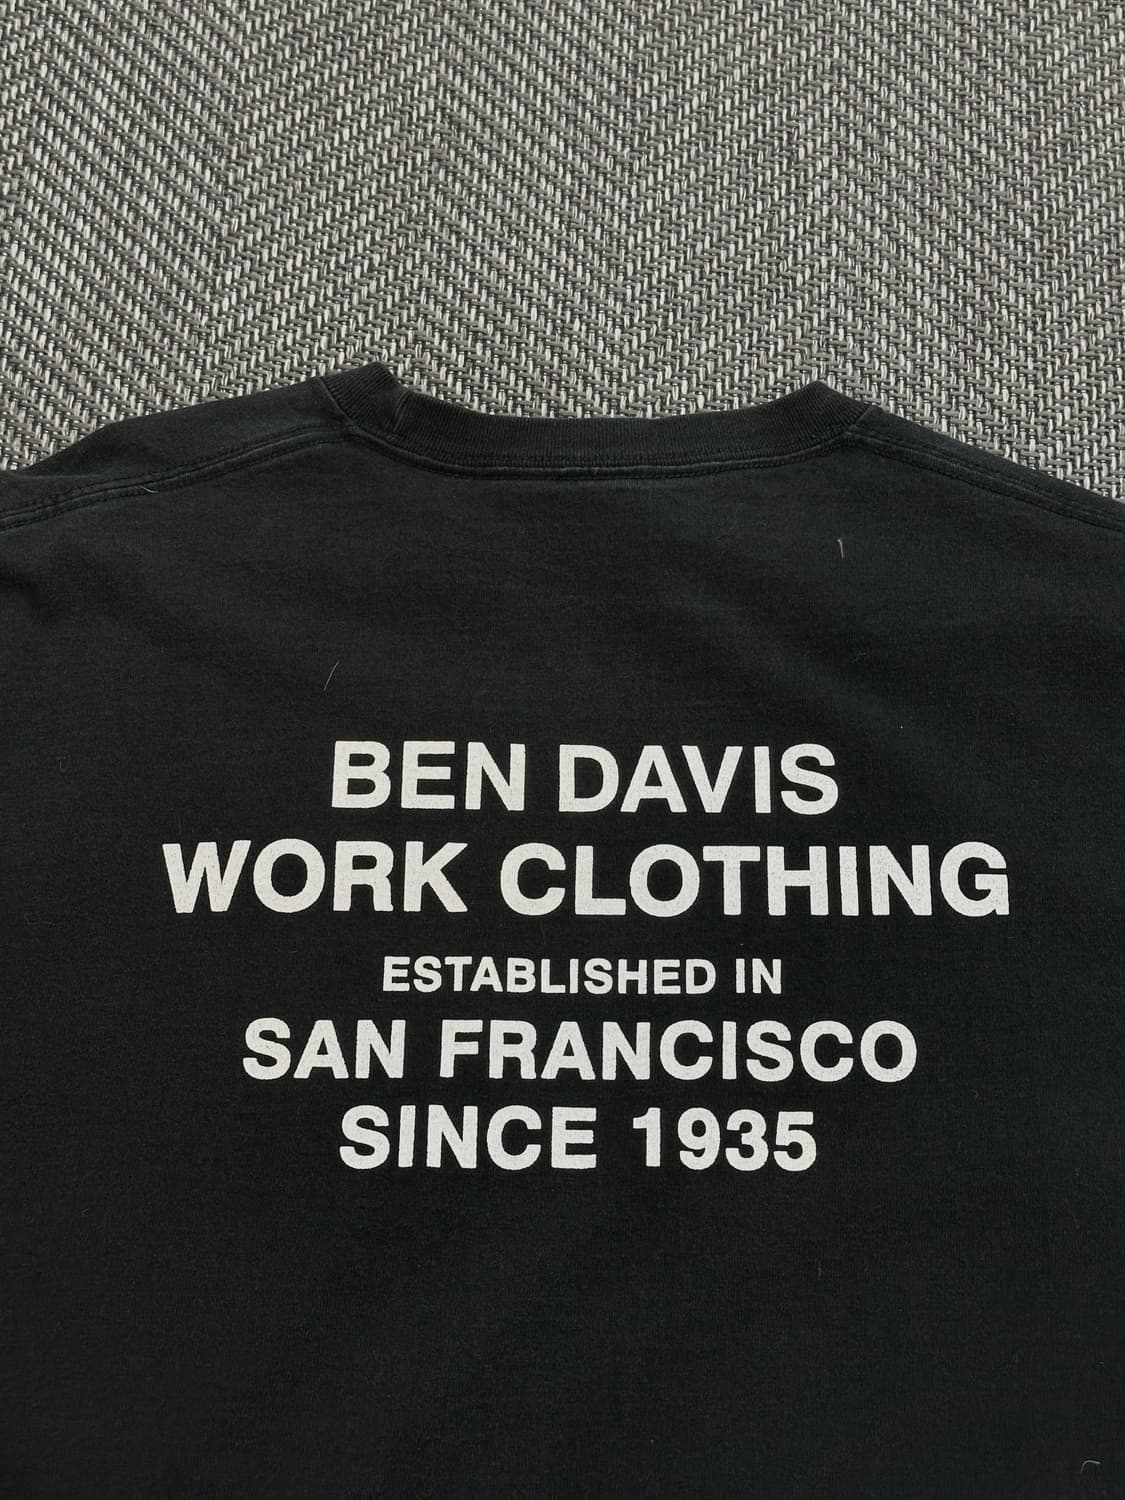 BEN DAVIS
WORK CLOTHING
ESTABLISHED IN
SAN FRANCISCO
SINCE 1935